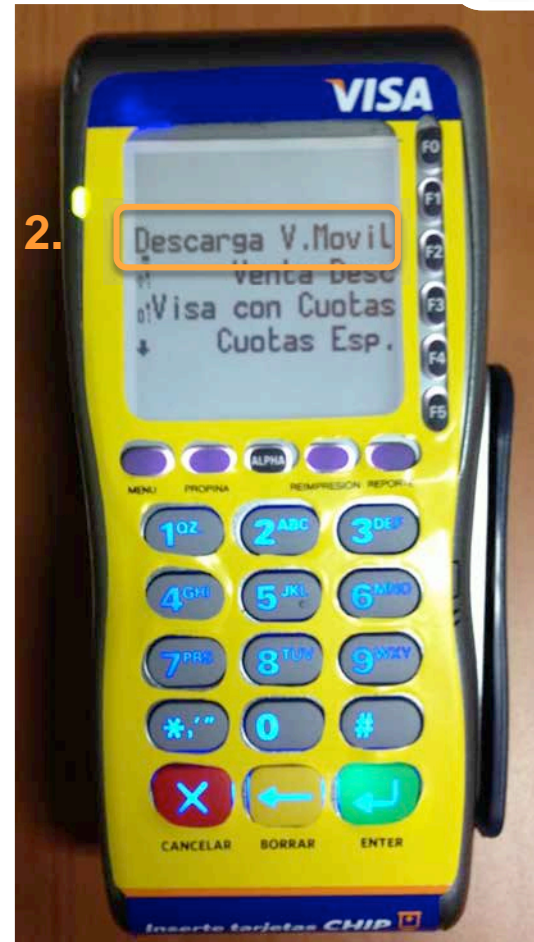 VISA
F0
F1
2.
Descarga V.Movil
F2
Venta Desc
Visa con Cuotas
F3
Cuotas Esp.
F4
F5
ALPHA
MENU PROPINA REIMPRESION REPORTE
1QZ. 2ABC 3DEF
4GHI 5JKL 6MNO
7PRS 8TUV 9WXY
*,'" 0 #
CANCELAR BORRAR ENTER
Inserte tarjetas CHIP